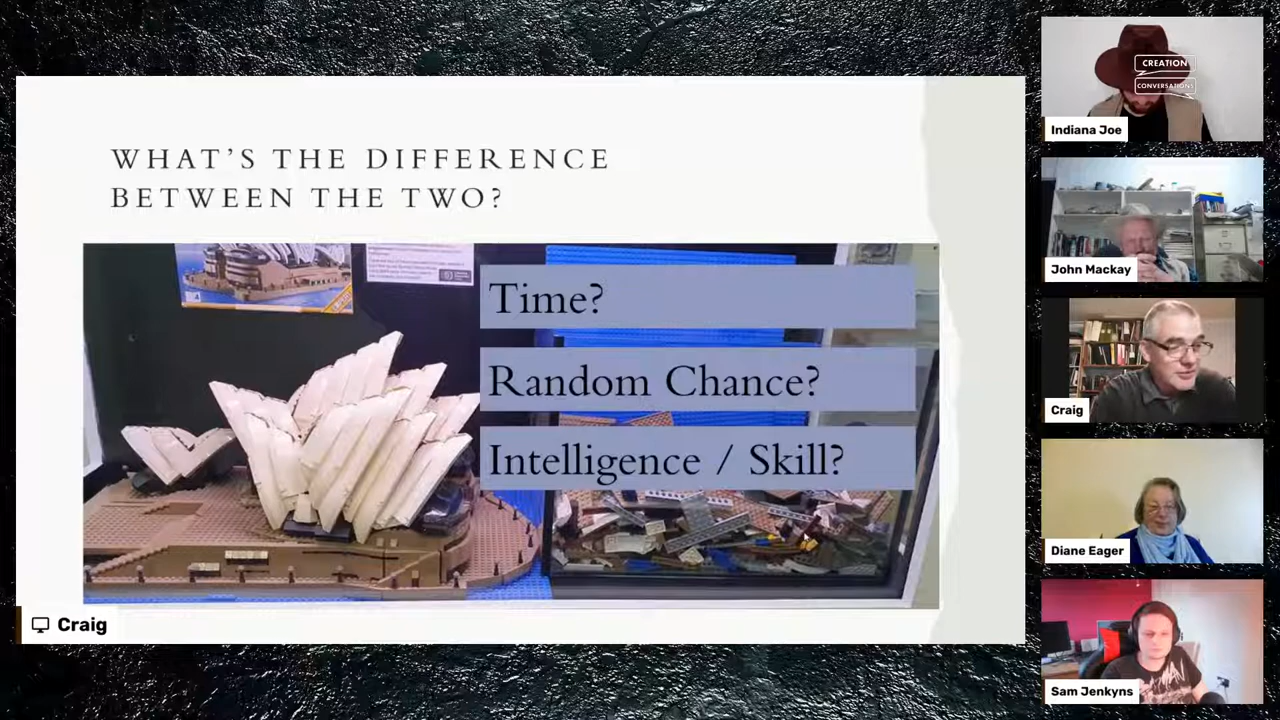 WHAT'S THE DIFFERENCE
BETWEEN THE TWO?
Time?
Random Chance?
Intelligence / Skill?
Craig
CREATION
CONVERSATIONS
Indiana Joe
John Mackay
Craig
Diane Eager
Sam Jenkyns